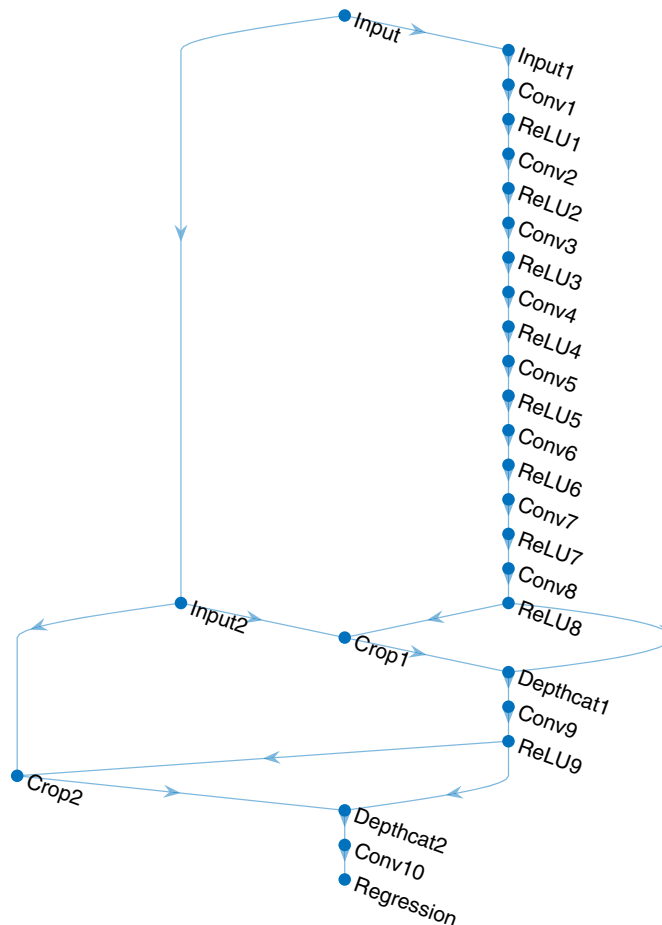 Input
Input1
Conv1
ReLU1
Conv2
ReLU2
Conv3
ReLU3
Conv4
ReLU4
Conv5
ReLU5
Conv6
ReLU6
Conv7
ReLU7
Conv8
Input2
ReLU8
Crop1
Depthcat1
Conv9
ReLU9
Crop2
Depthcat2
Conv10
Regression